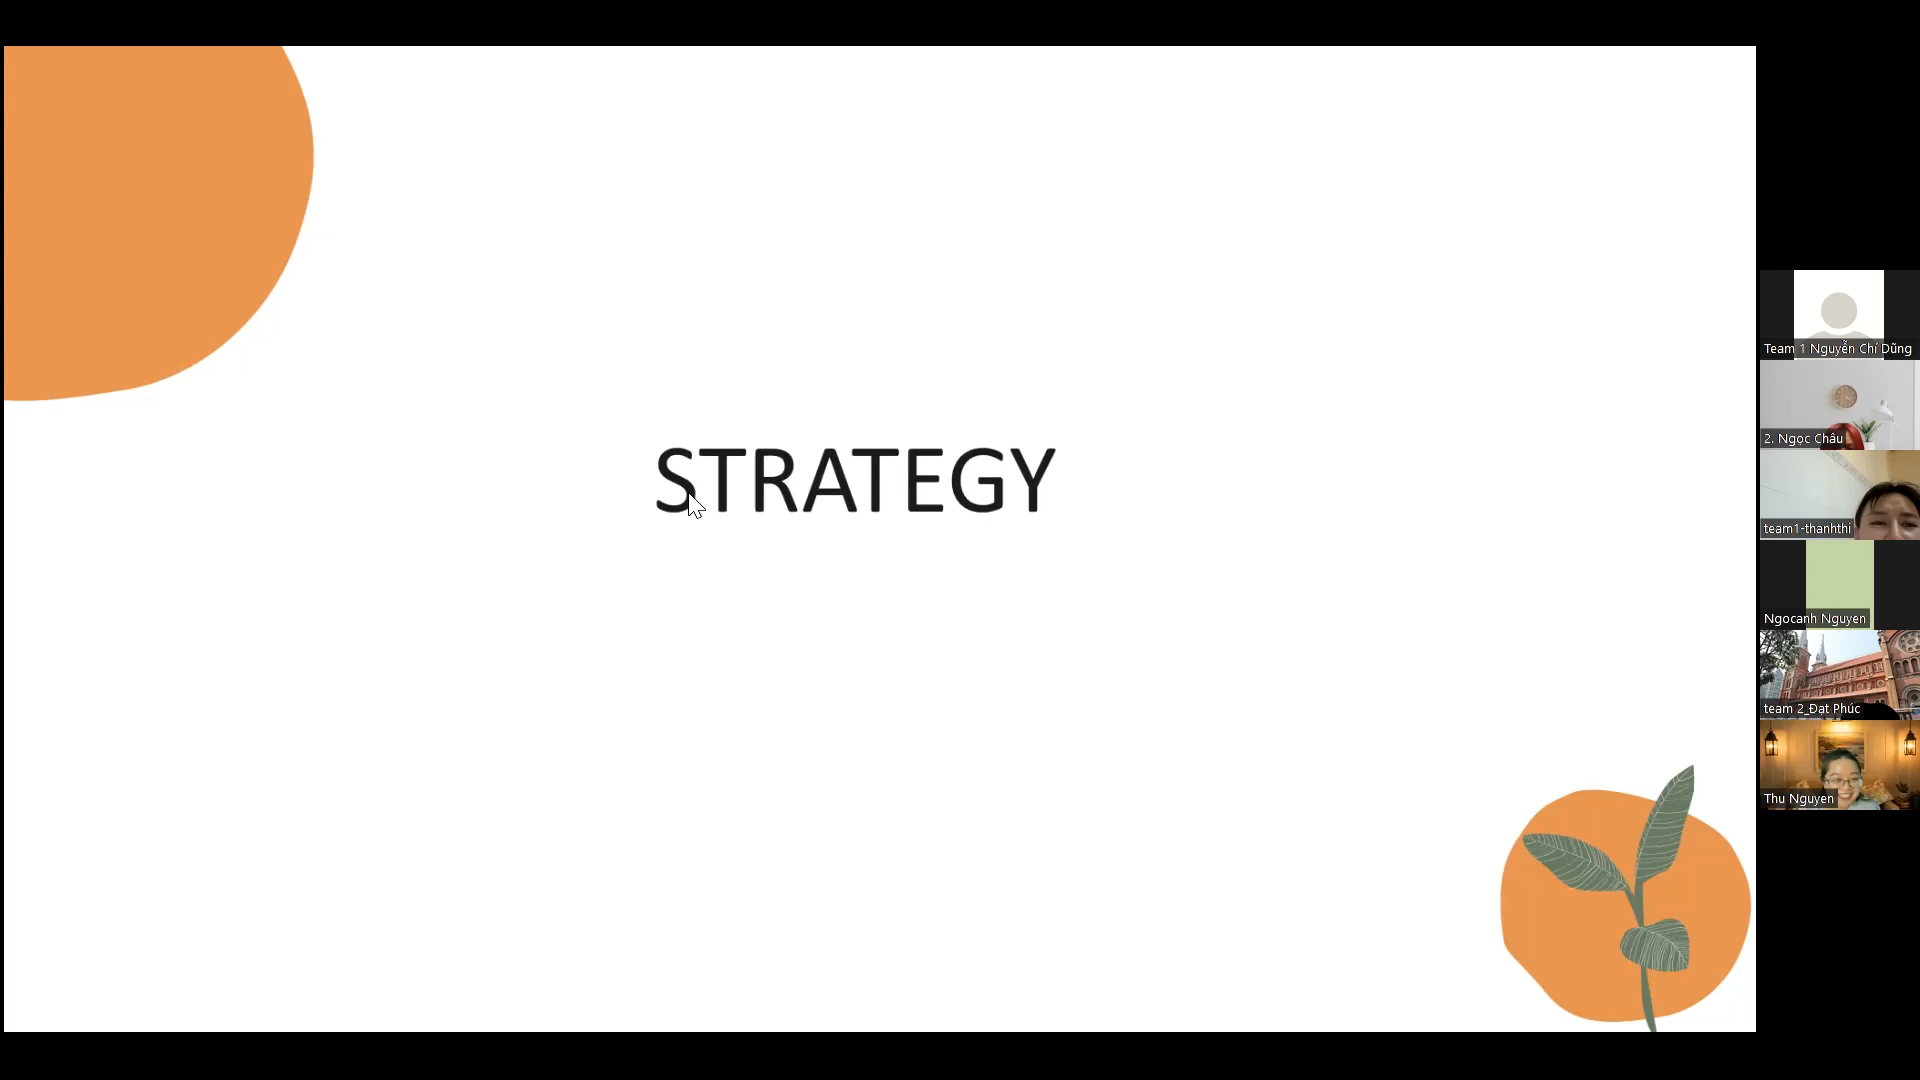 STRATEGY
Team 1 Nguyễn Chí Dũng
2. Ngọc Châu
team1-thanhthi
Ngocanh Nguyen
team 2_Đạt Phúc
Thu Nguyen